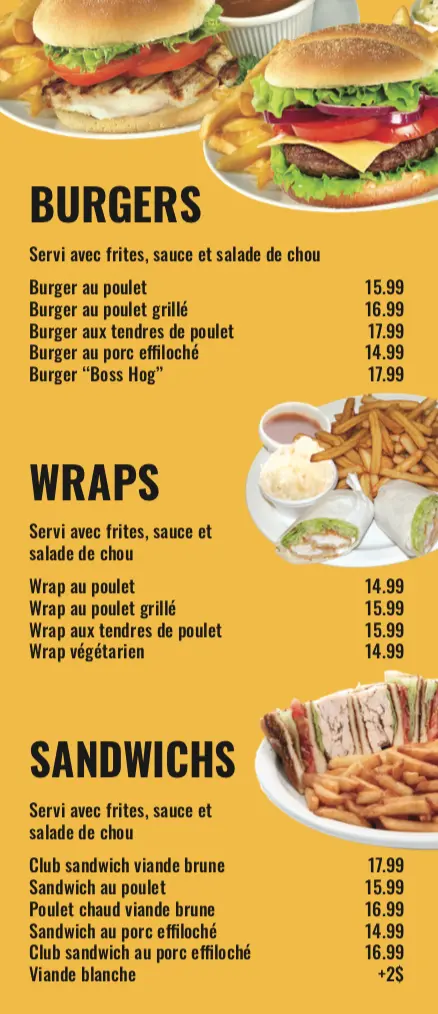 BURGERS
Servi avec frites, sauce et salade de chou
Burger au poulet 15.99
Burger au poulet grillé 16.99
Burger aux tendres de poulet 17.99
Burger au porc effiloché 14.99
Burger “Boss Hog” 17.99
WRAPS
Servi avec frites, sauce et
salade de chou
Wrap au poulet 14.99
Wrap au poulet grillé 15.99
Wrap aux tendres de poulet 15.99
Wrap végétarien 14.99
SANDWICHS
Servi avec frites, sauce et
salade de chou
Club sandwich viande brune 17.99
Sandwich au poulet 15.99
Poulet chaud viande brune 16.99
Sandwich au porc effiloché 14.99
Club sandwich au porc effiloché 16.99
Viande blanche +2$